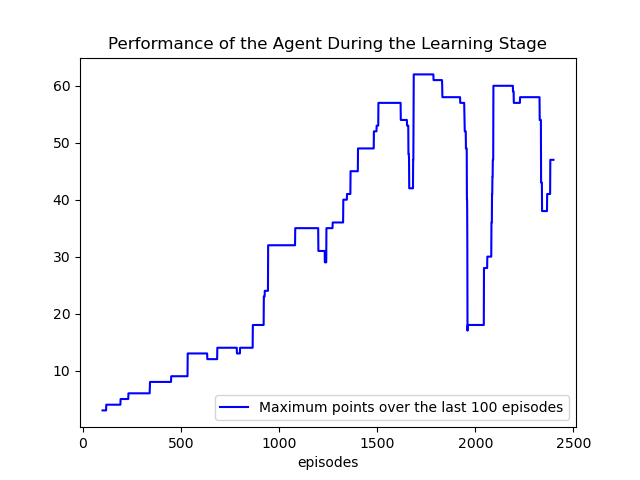 Performance of the Agent During the Learning Stage
60
50
40
30
20
10
Maximum points over the last 100 episodes
0 500 1000 1500 2000 2500
episodes